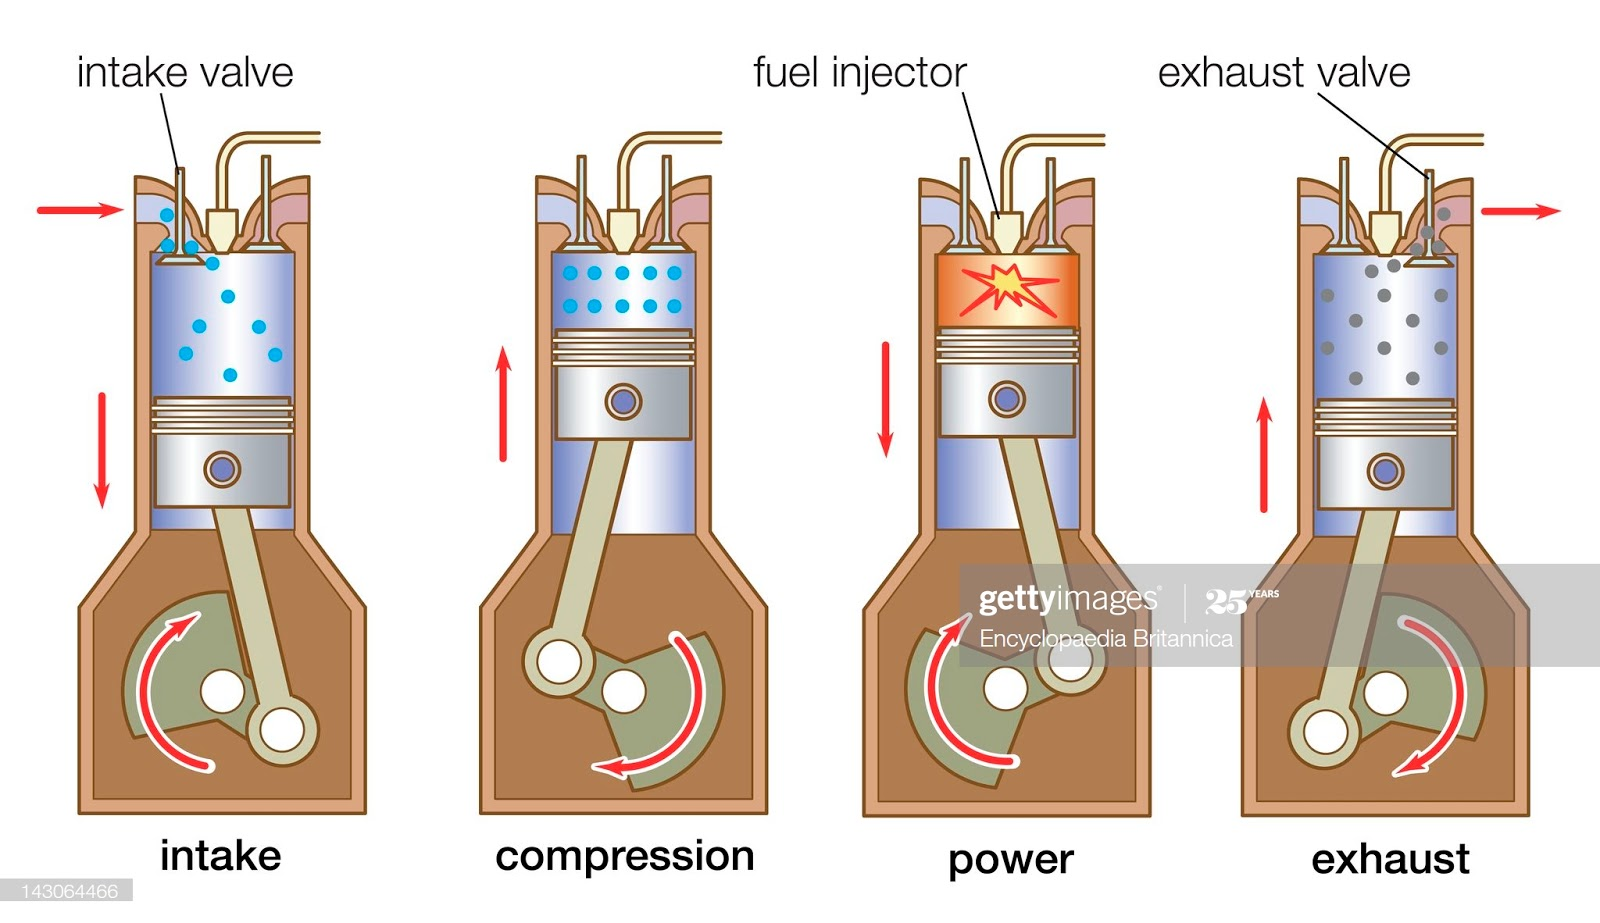 intake valve
fuel injector
exhaust valve
gettyimages®
25 YEARS
Encyclopaedia Britannica
intake
compression
power
exhaust
143064466